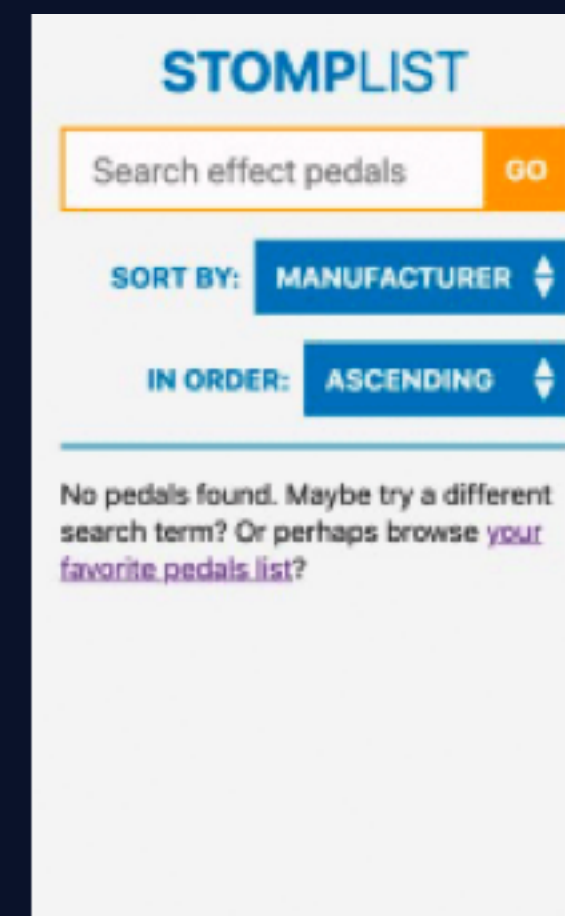 STOMPLIST
Search effect pedals GO
SORT BY: MANUFACTURER
IN ORDER: ASCENDING
No pedals found. Maybe try a different
search term? Or perhaps browse your
favorite pedals list?